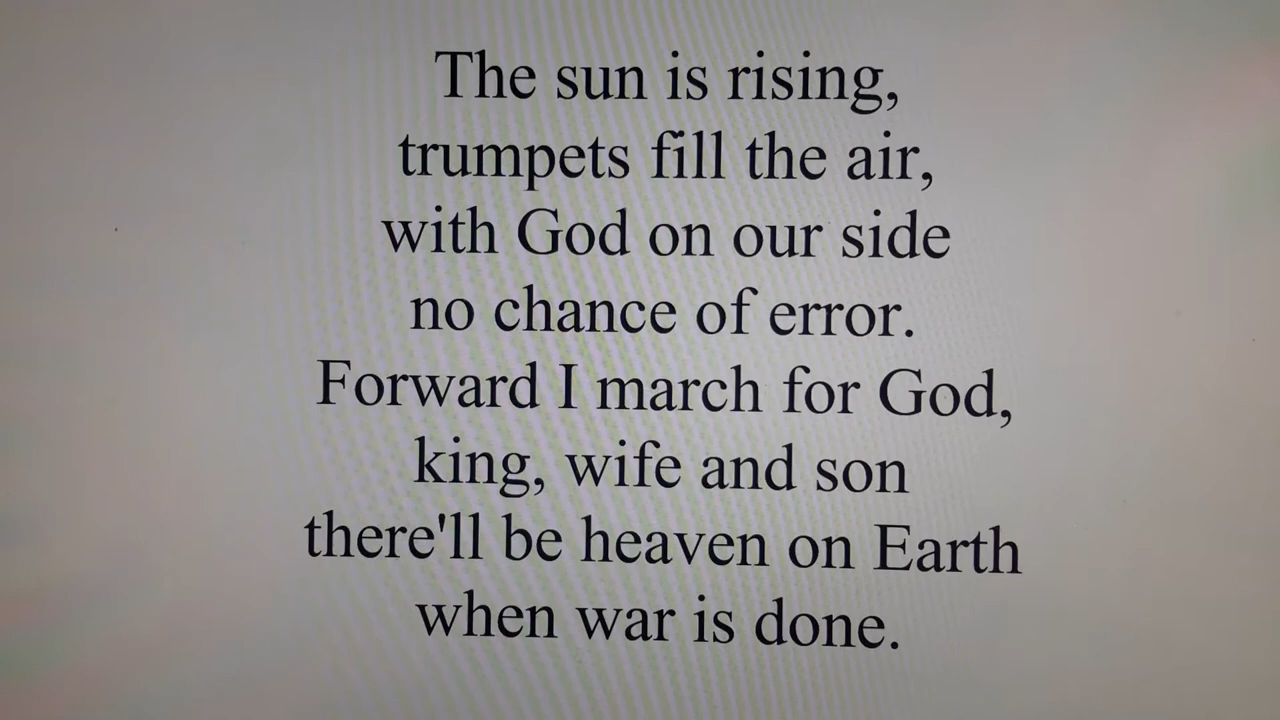 The sun is rising,
trumpets fill the air,
with God on our side
no chance of error.
Forward I march for God,
king, wife and son
there'll be heaven on Earth
when war is done.